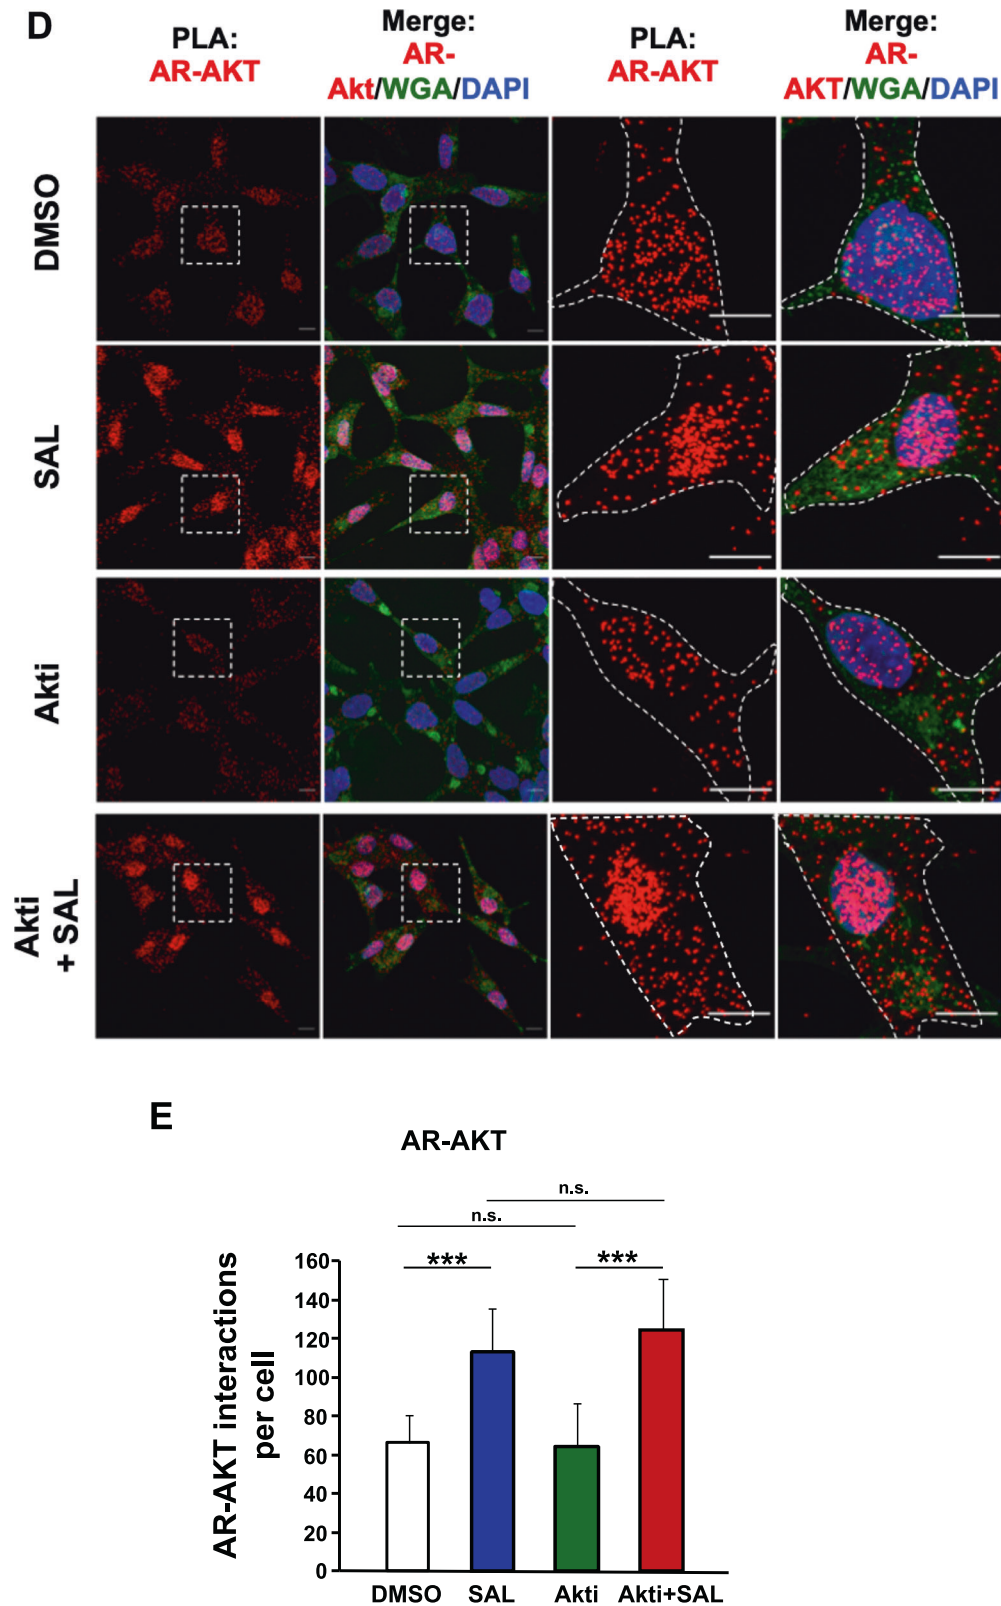 D
PLA:
AR-AKT
Merge:
AR-
Akt/WGA/DAPI
PLA:
AR-AKT
Merge:
AR-
AKT/WGA/DAPI
DMSO
SAL
Akti
Akti
+ SAL
E
AR-AKT
n.s.
n.s.
***
***
AR-AKT interactions
per cell
160
140
120
100
80
60
40
20
0
DMSO SAL Akti Akti+SAL